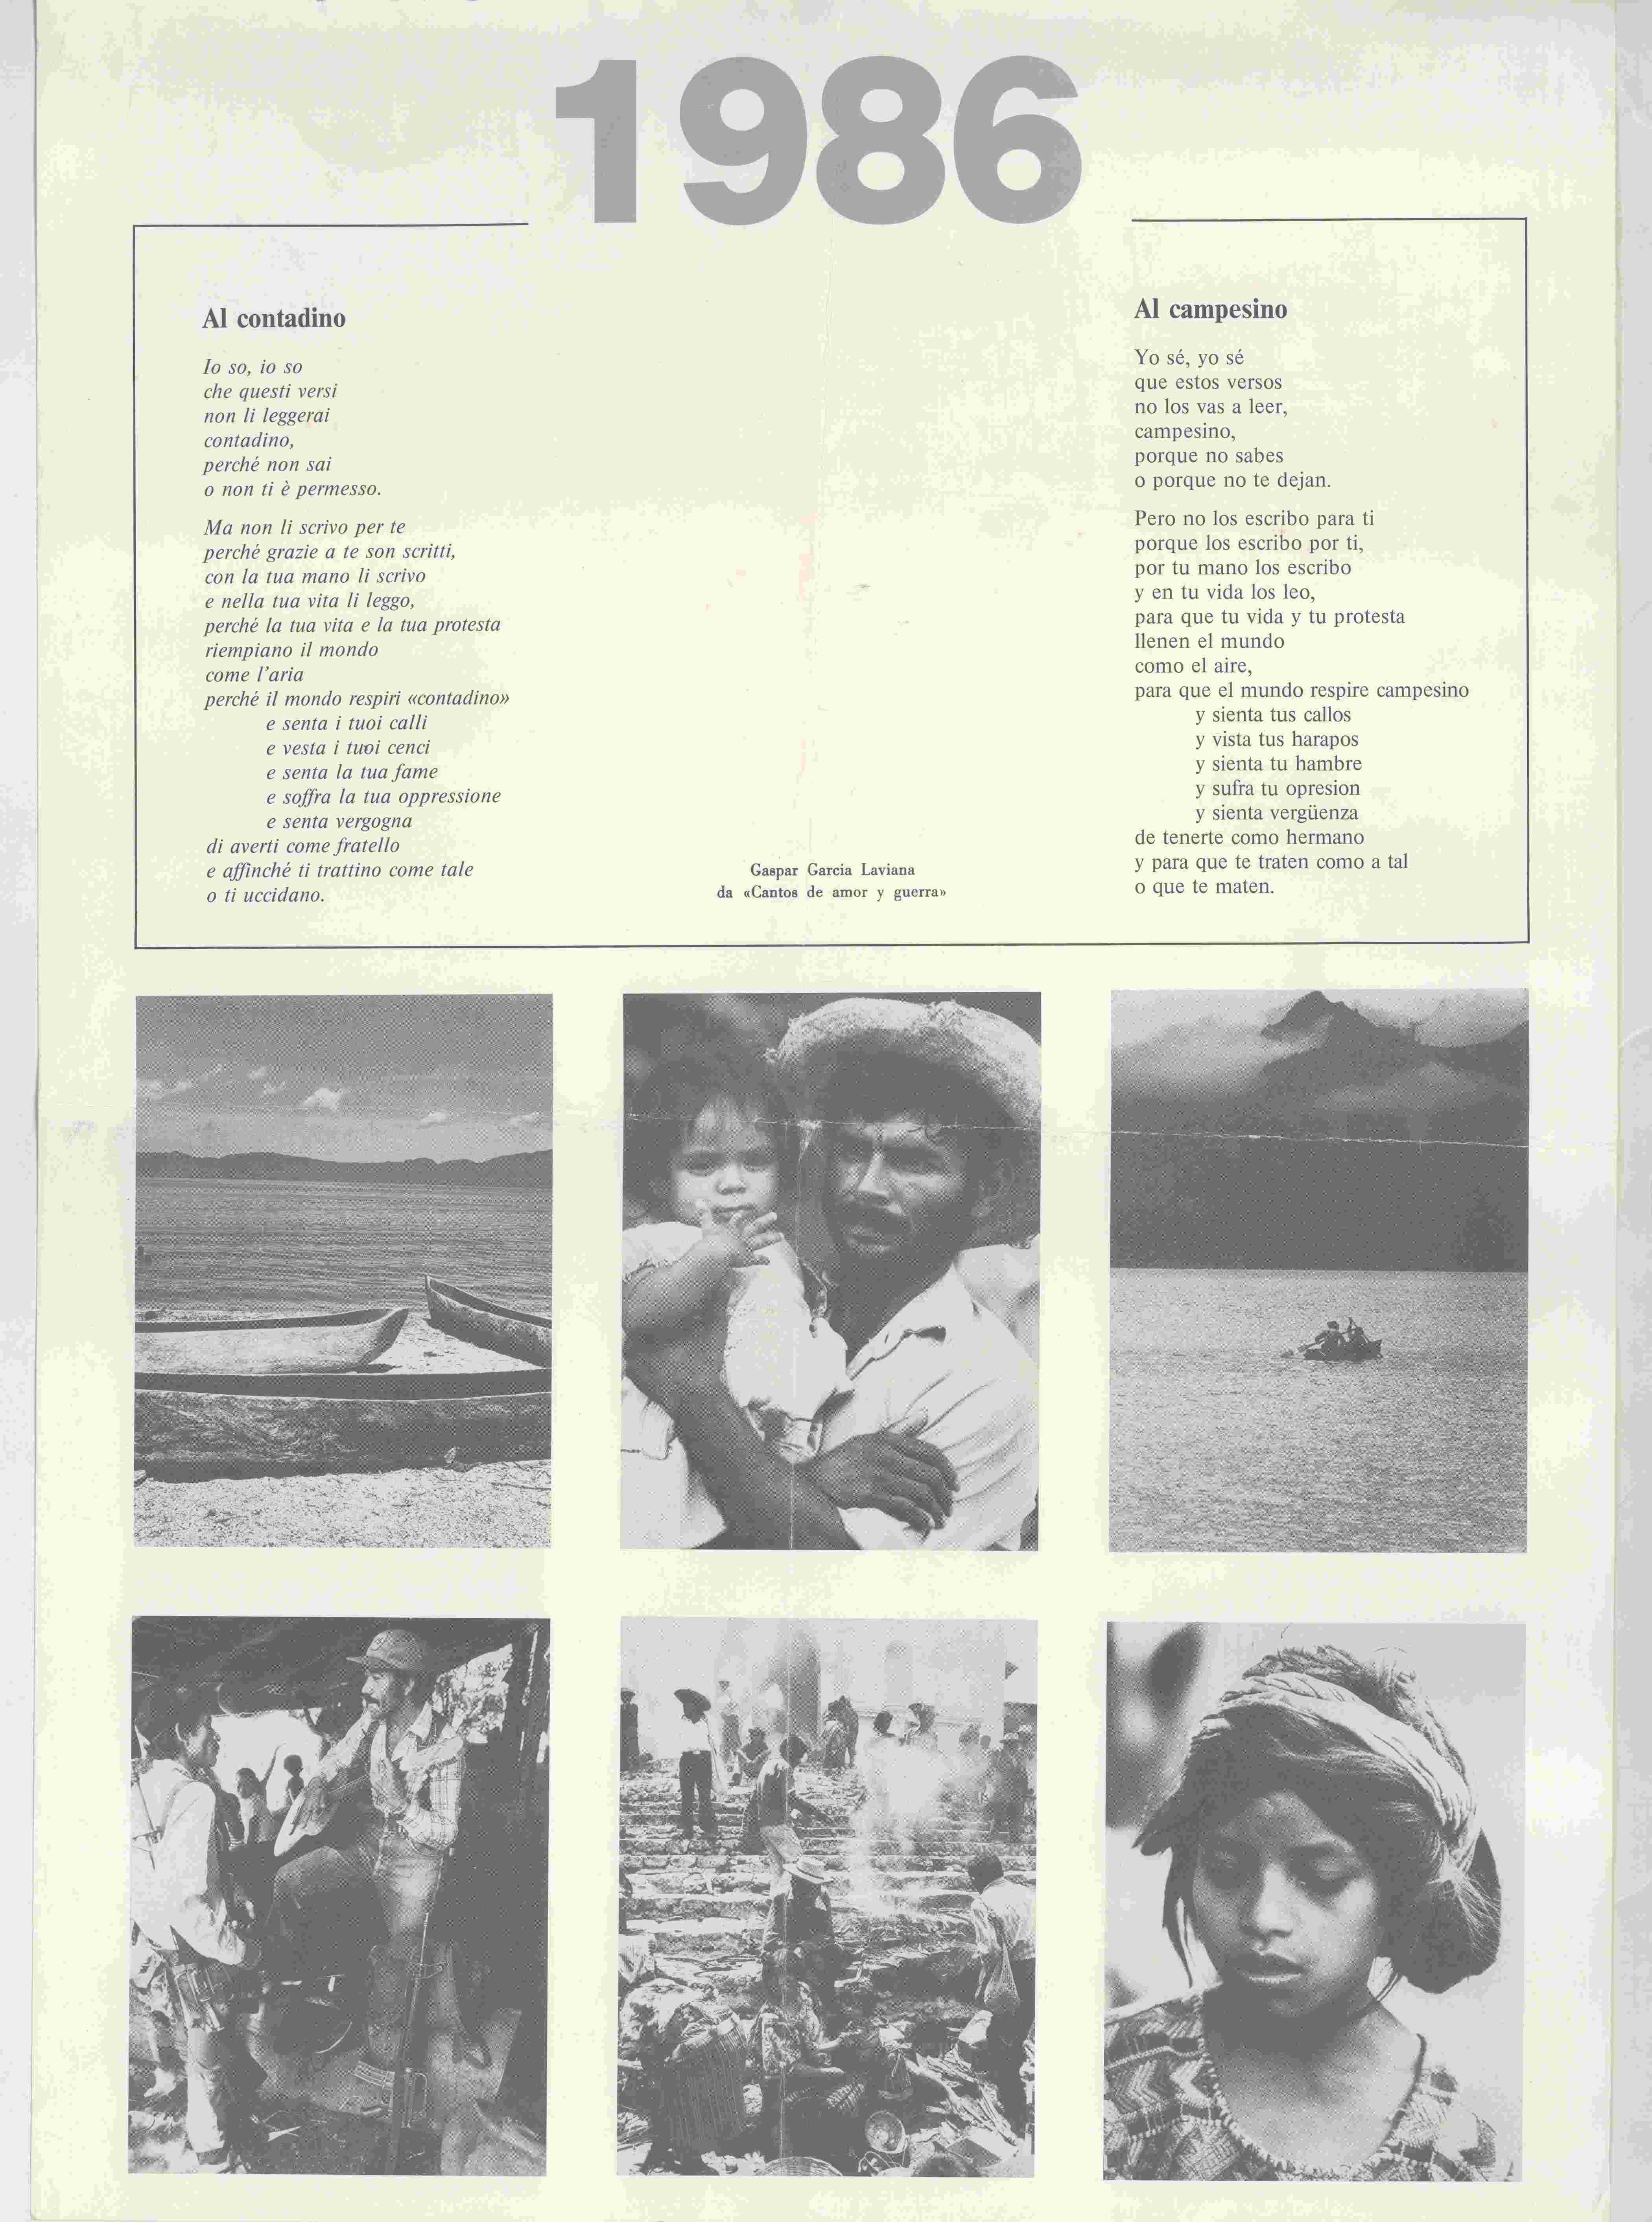 1986
Al contadino
Io so, io so
che questi versi
non li leggerai
contadino,
perché non sai
o non ti è permesso.
Ma non li scrivo per te
perché grazie a te son scritti,
con la tua mano li scrivo
e nella tua vita li leggo,
perché la tua vita e la tua protesta
riempiano il mondo
come l'aria
perché il mondo respiri «contadino»
e senta i tuoi calli
e vesta i tuoi cenci
e senta la tua fame
e soffra la tua oppressione
e senta vergogna
di averti come fratello
e affinché ti trattino come tale
o ti uccidano.
Gaspar Garcia Laviana
da «Cantos de amor y guerra»
Al campesino
Yo sé, yo sé
que estos versos
no los vas a leer,
campesino,
porque no sabes
o porque no te dejan.
Pero no los escribo para ti
porque los escribo por ti,
por tu mano los escribo
y en tu vida los leo,
para que tu vida y tu protesta
llenen el mundo
como el aire,
para que el mundo respire campesino
y sienta tus callos
y vista tus harapos
y sienta tu hambre
y sufra tu opresion
y sienta vergüenza
de tenerte como hermano
y para que te traten como a tal
o que te maten.